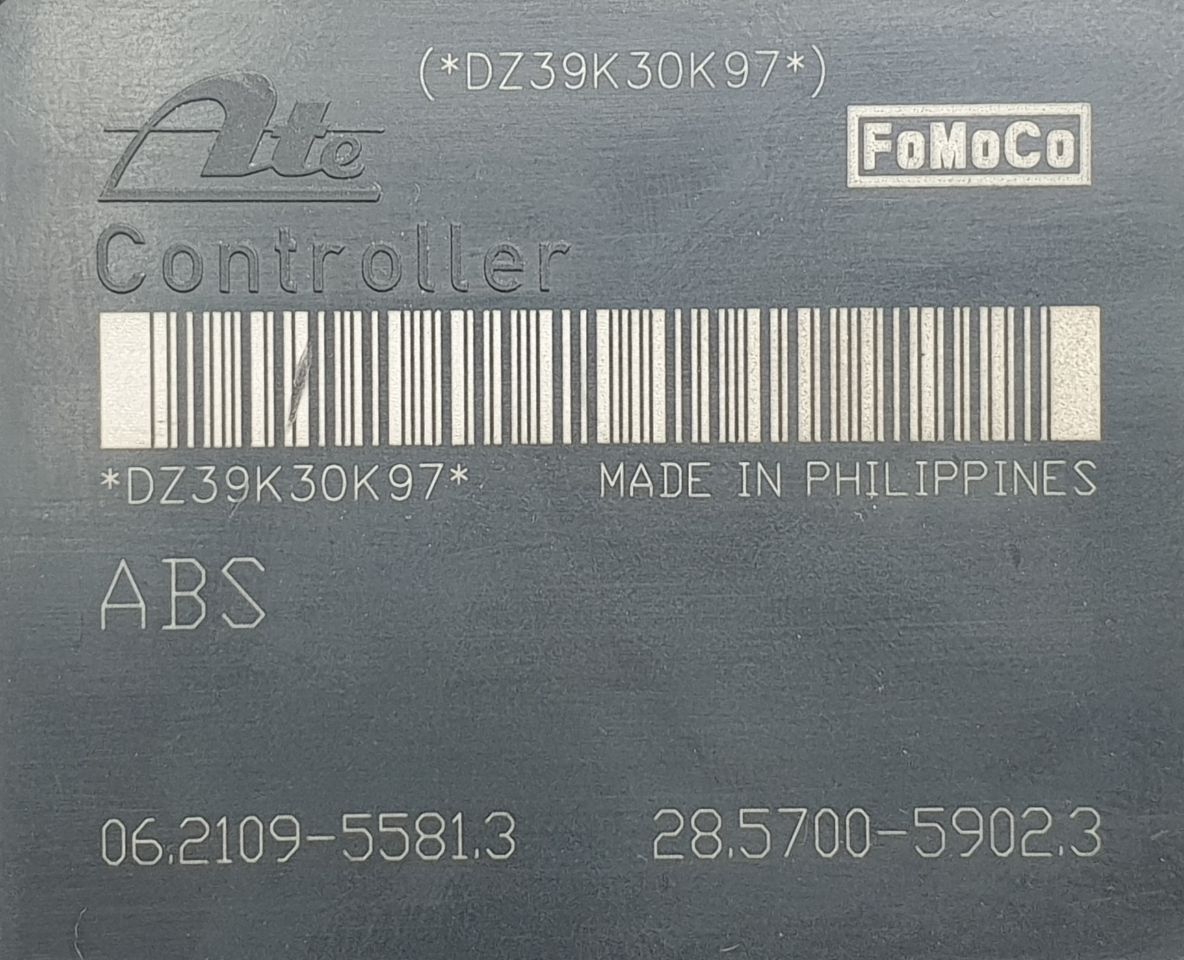 (*DZ39K30K97*)
Ate
FoMoCo
Controller
*DZ39K30K97* MADE IN PHILIPPINES
ABS
06.2109-5581.3 28.5700-5902.3